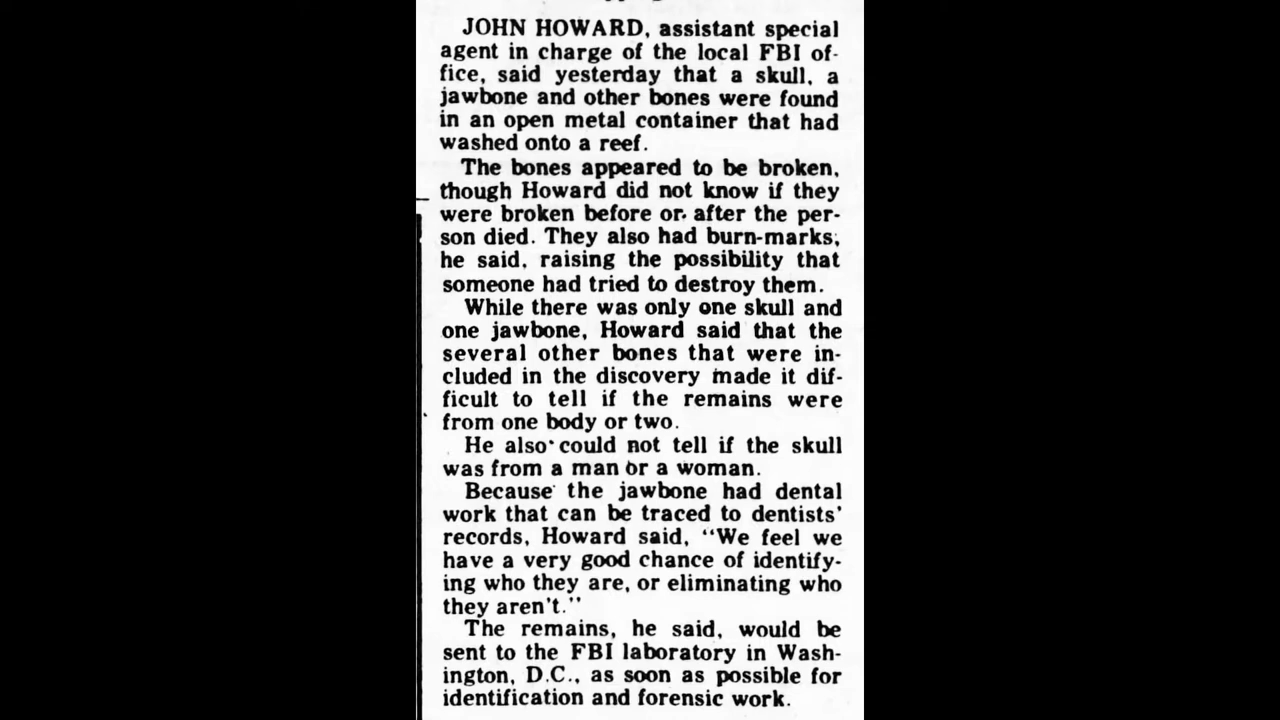 JOHN HOWARD, assistant special
agent in charge of the local FBI of-
fice, said yesterday that a skull, a
jawbone and other bones were found
in an open metal container that had
washed onto a reef.
The bones appeared to be broken,
though Howard did not know if they
were broken before or after the per-
son died. They also had burn-marks,
he said, raising the possibility that
someone had tried to destroy them.
While there was only one skull and
one jawbone, Howard said that the
several other bones that were in-
cluded in the discovery made it dif-
ficult to tell if the remains were
from one body or two.
He also could not tell if the skull
was from a man or a woman.
Because the jawbone had dental
work that can be traced to dentists'
records, Howard said, "We feel we
have a very good chance of identify-
ing who they are, or eliminating who
they aren't."
The remains, he said, would be
sent to the FBI laboratory in Wash-
ington, D.C., as soon as possible for
identification and forensic work.